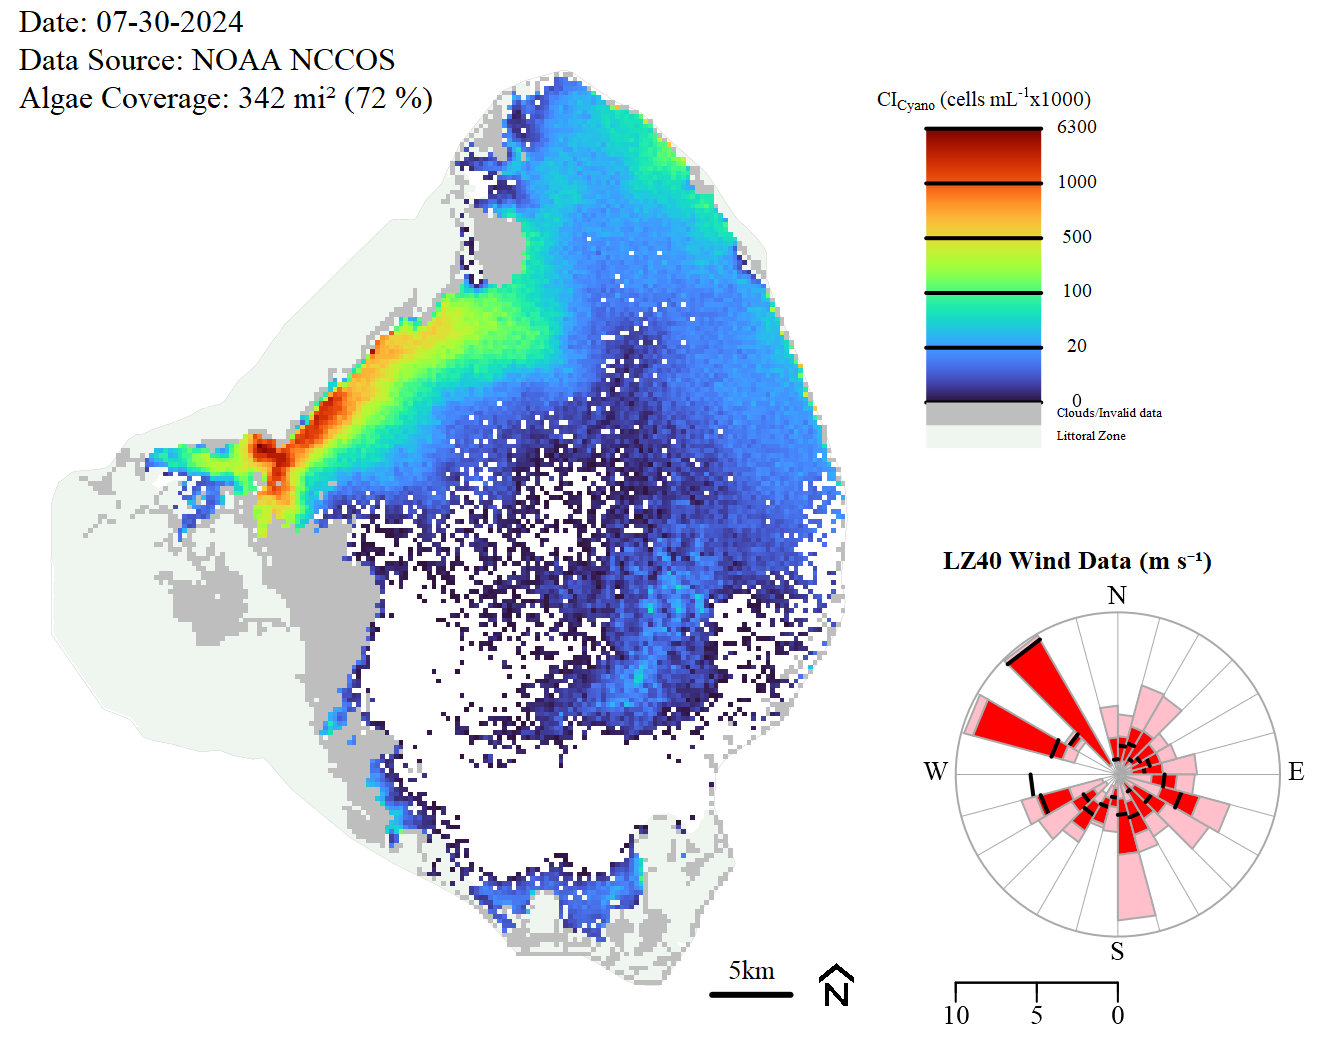 Date: 07-30-2024
Data Source: NOAA NCCOS
Algae Coverage: 342 mi² (72 %)
CI_Cyano (cells mL⁻¹x1000)
6300
1000
500
100
20
0
Clouds/Invalid data
Littoral Zone
LZ40 Wind Data (m s⁻¹)
N
W
E
S
5km
N
10
5
0